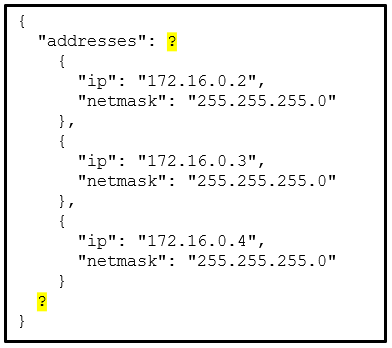 {
"addresses": ?
{
"ip": "172.16.0.2",
"netmask": "255.255.255.0"
},
{
"ip": "172.16.0.3",
"netmask": "255.255.255.0"
},
{
"ip": "172.16.0.4",
"netmask": "255.255.255.0"
}
?
}